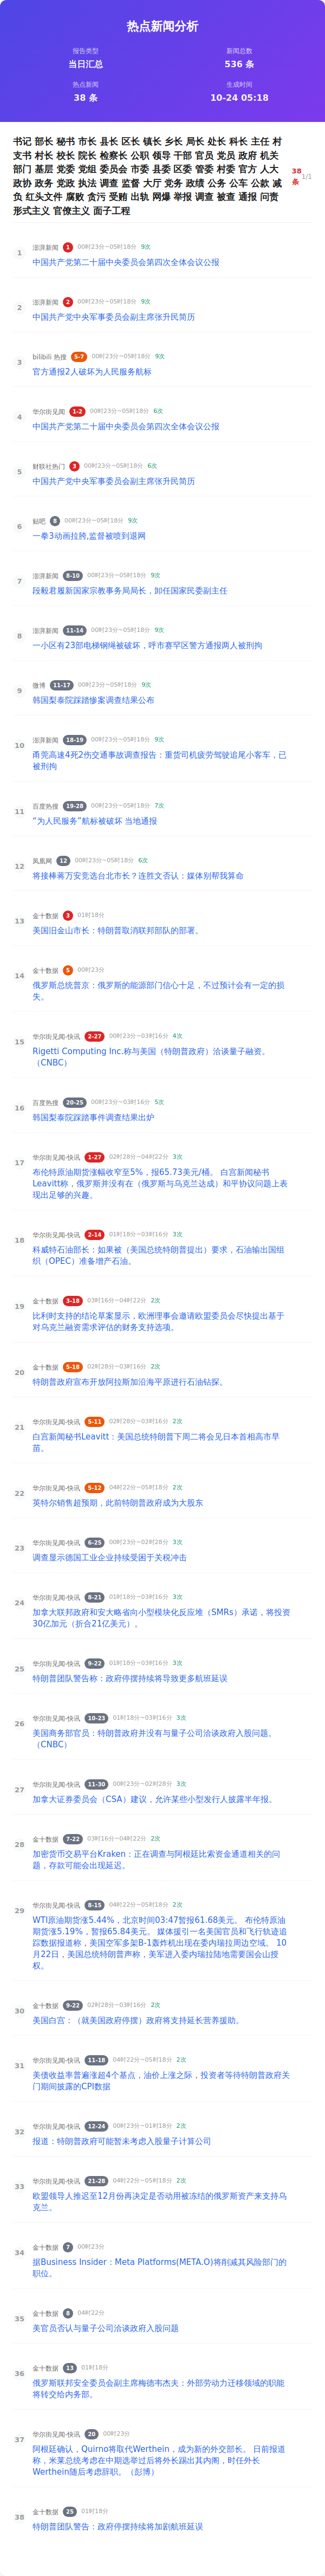 热点新闻分析
报告类型
当日汇总
新闻总数
536 条
热点新闻
38 条
生成时间
10-24 05:18
书记 部长 秘书 市长 县长 区长 镇长 乡长 局长 处长 科长 主任 村
支书 村长 校长 院长 检察长 公职 领导 干部 官员 党员 政府 机关
部门 基层 党委 党组 委员会 市委 县委 区委 管委 村委 官方 人大
政协 政务 党政 执法 调查 监督 大厅 党务 政绩 公务 公车 公款 减
负 红头文件 腐败 贪污 受贿 出轨 网爆 举报 调查 被查 通报 问责
形式主义 官僚主义 面子工程
38
条
1/1
1
澎湃新闻 1 00时23分~05时18分 9次
中国共产党第二十届中央委员会第四次全体会议公报
2
澎湃新闻 2 00时23分~05时18分 9次
中国共产党中央军事委员会副主席张升民简历
3
bilibili 热搜 5-7 00时23分~05时18分 9次
官方通报2人破坏为人民服务航标
4
华尔街见闻 1-2 00时23分~05时18分 6次
中国共产党第二十届中央委员会第四次全体会议公报
5
财联社热门 3 00时23分~05时18分 6次
中国共产党中央军事委员会副主席张升民简历
6
贴吧 8 00时23分~05时18分 9次
一拳3动画拉胯,监督被喷到退网
7
澎湃新闻 8-10 00时23分~05时18分 9次
段毅君履新国家宗教事务局局长，卸任国家民委副主任
8
澎湃新闻 11-14 00时23分~05时18分 9次
一小区有23部电梯钢绳被破坏，呼市赛罕区警方通报两人被刑拘
9
微博 11-17 00时23分~05时18分 9次
韩国梨泰院踩踏惨案调查结果公布
10
澎湃新闻 18-19 00时23分~05时18分 9次
甬莞高速4死2伤交通事故调查报告：重货司机疲劳驾驶追尾小客车，已
被刑拘
11
百度热搜 19-28 00时23分~05时18分 7次
“为人民服务”航标被破坏 当地通报
12
凤凰网 12 00时23分~05时18分 6次
将接棒蒋万安竞选台北市长？连胜文否认：媒体别帮我算命
13
金十数据 3 01时18分
美国旧金山市长：特朗普取消联邦部队的部署。
14
金十数据 5 00时23分
俄罗斯总统普京：俄罗斯的能源部门信心十足，不过预计会有一定的损
失。
15
华尔街见闻-快讯 2-27 00时23分~03时16分 4次
Rigetti Computing Inc.称与美国（特朗普政府）洽谈量子融资。
（CNBC）
16
百度热搜 20-25 00时23分~03时16分 5次
韩国梨泰院踩踏事件调查结果出炉
17
华尔街见闻-快讯 1-27 02时28分~04时22分 3次
布伦特原油期货涨幅收窄至5%，报65.73美元/桶。 白宫新闻秘书
Leavitt称，俄罗斯并没有在（俄罗斯与乌克兰达成）和平协议问题上表
现出足够的兴趣。
18
华尔街见闻-快讯 2-14 01时18分~03时16分 3次
科威特石油部长：如果被（美国总统特朗普提出）要求，石油输出国组
织（OPEC）准备增产石油。
19
金十数据 3-18 03时16分~04时22分 2次
比利时支持的结论草案显示，欧洲理事会邀请欧盟委员会尽快提出基于
对乌克兰融资需求评估的财务支持选项。
20
金十数据 5-18 02时28分~03时16分 2次
特朗普政府宣布开放阿拉斯加沿海平原进行石油钻探。
21
华尔街见闻-快讯 5-11 02时28分~03时16分 2次
白宫新闻秘书Leavitt：美国总统特朗普下周二将会见日本首相高市早
苗。
22
华尔街见闻-快讯 5-12 04时22分~05时18分 2次
英特尔销售超预期，此前特朗普政府成为大股东
23
华尔街见闻-快讯 6-25 00时23分~02时28分 3次
调查显示德国工业企业持续受困于关税冲击
24
华尔街见闻-快讯 8-21 01时18分~03时16分 3次
加拿大联邦政府和安大略省向小型模块化反应堆（SMRs）承诺，将投资
30亿加元（折合21亿美元）。
25
华尔街见闻-快讯 9-22 01时18分~03时16分 3次
特朗普团队警告称：政府停摆持续将导致更多航班延误
26
华尔街见闻-快讯 10-23 01时18分~03时16分 3次
美国商务部官员：特朗普政府并没有与量子公司洽谈政府入股问题。
（CNBC）
27
华尔街见闻-快讯 11-30 00时23分~02时28分 3次
加拿大证券委员会（CSA）建议，允许某些小型发行人披露半年报。
28
金十数据 7-22 03时16分~04时22分 2次
加密货币交易平台Kraken：正在调查与阿根廷比索资金通道相关的问
题，存款可能会出现延迟。
29
华尔街见闻-快讯 8-15 04时22分~05时18分 2次
WTI原油期货涨5.44%，北京时间03:47暂报61.68美元。 布伦特原油
期货涨5.19%，暂报65.84美元。 媒体援引一名美国官员和飞行轨迹追
踪数据报道称，美国空军多架B-1轰炸机出现在委内瑞拉周边空域。 10
月22日，美国总统特朗普声称，美军进入委内瑞拉陆地需要国会山授
权。
30
金十数据 9-22 02时28分~03时16分 2次
美国白宫：（就美国政府停摆）政府将支持延长营养援助。
31
华尔街见闻-快讯 11-18 04时22分~05时18分 2次
美债收益率普遍涨超4个基点，油价上涨之际，投资者等待特朗普政府关
门期间披露的CPI数据
32
华尔街见闻-快讯 12-24 00时23分~01时18分 2次
报道：特朗普政府可能暂未考虑入股量子计算公司
33
华尔街见闻-快讯 21-28 04时22分~05时18分 2次
欧盟领导人推迟至12月份再决定是否动用被冻结的俄罗斯资产来支持乌
克兰。
34
金十数据 7 00时23分
据Business Insider：Meta Platforms(META.O)将削减其风险部门的
职位。
35
金十数据 8 04时22分
美官员否认与量子公司洽谈政府入股问题
36
金十数据 13 01时18分
俄罗斯联邦安全委员会副主席梅德韦杰夫：外部劳动力迁移领域的职能
将转交给内务部。
37
华尔街见闻-快讯 20 00时23分
阿根廷确认，Quirno将取代Werthein，成为新的外交部长。 日前报道
称，米莱总统考虑在中期选举过后将外长踢出其内阁，时任外长
Werthein随后考虑辞职。（彭博）
38
金十数据 25 01时18分
特朗普团队警告：政府停摆持续将加剧航班延误